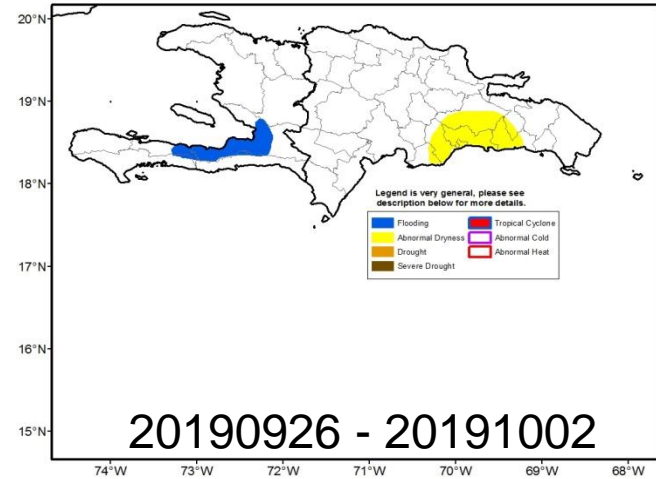 20°N
19°N
18°N
Legend is very general, please see
description below for more details.
Flooding Tropical Cyclone
Abnormal Dryness Abnormal Cold
Drought Abnormal Heat
Severe Drought
17°N
16°N
15°N
20190926 - 20191002
74°W 73°W 72°W 71°W 70°W 69°W 68°W